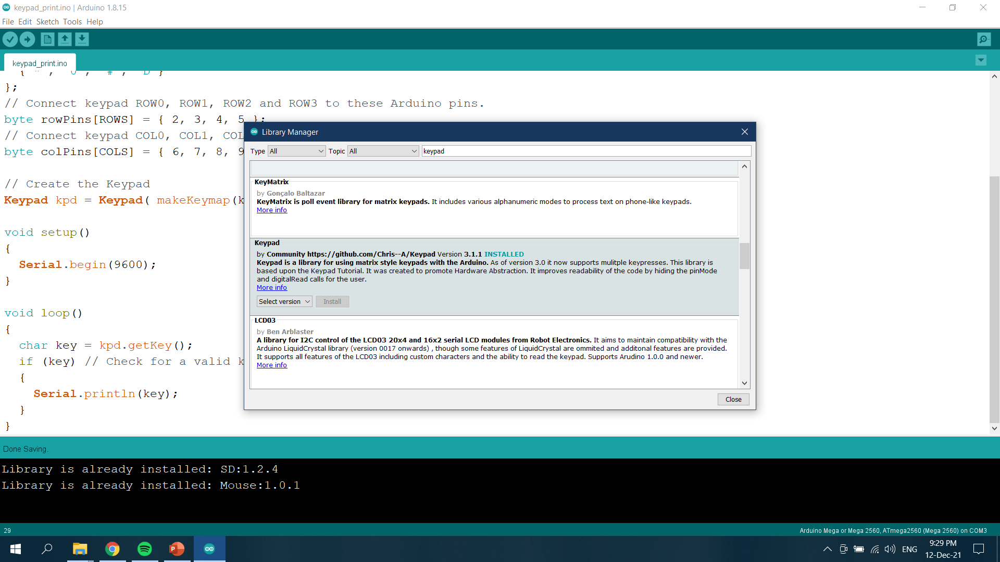 keypad_print.ino | Arduino 1.8.15
File Edit Sketch Tools Help
keypad_print.ino
};
// Connect keypad ROW0, ROW1, ROW2 and ROW3 to these Arduino pins.
byte rowPins[ROWS] = { 2, 3, 4, 5 };
// Connect keypad COL0, COL1, COL
byte colPins[COLS] = { 6, 7, 8, 9
// Create the Keypad
Keypad kpd = Keypad( makeKeymap(k
void setup()
{
Serial.begin(9600);
}
void loop()
{
char key = kpd.getKey();
if (key) // Check for a valid k
{
Serial.println(key);
}
}
Library Manager
Type All Topic All keypad
KeyMatrix
by Gonçalo Baltazar
KeyMatrix is poll event library for matrix keypads. It includes various alphanumeric modes to process text on phone-like keypads.
More info
Keypad
by Community https://github.com/Chris--A/Keypad Version 3.1.1 INSTALLED
Keypad is a library for using matrix style keypads with the Arduino. As of version 3.0 it now supports mulitple keypresses. This library is
based upon the Keypad Tutorial. It was created to promote Hardware Abstraction. It improves readability of the code by hiding the pinMode
and digitalRead calls for the user.
More info
Select version Install
LCD03
by Ben Arblaster
A library for I2C control of the LCD03 20x4 and 16x2 serial LCD modules from Robot Electronics. It aims to maintain compatibility with the
Arduino LiquidCrystal library (version 0017 onwards) , though some features of LiquidCrystal are ommited and additonal features are provided.
It supports all features of the LCD03 including custom characters and the ability to read the keypad. Supports Arudino 1.0.0 and newer.
More info
Close
Done Saving.
Library is already installed: SD:1.2.4
Library is already installed: Mouse:1.0.1
29
Arduino Mega or Mega 2560, ATmega2560 (Mega 2560) on COM3
ENG
9:29 PM
12-Dec-21